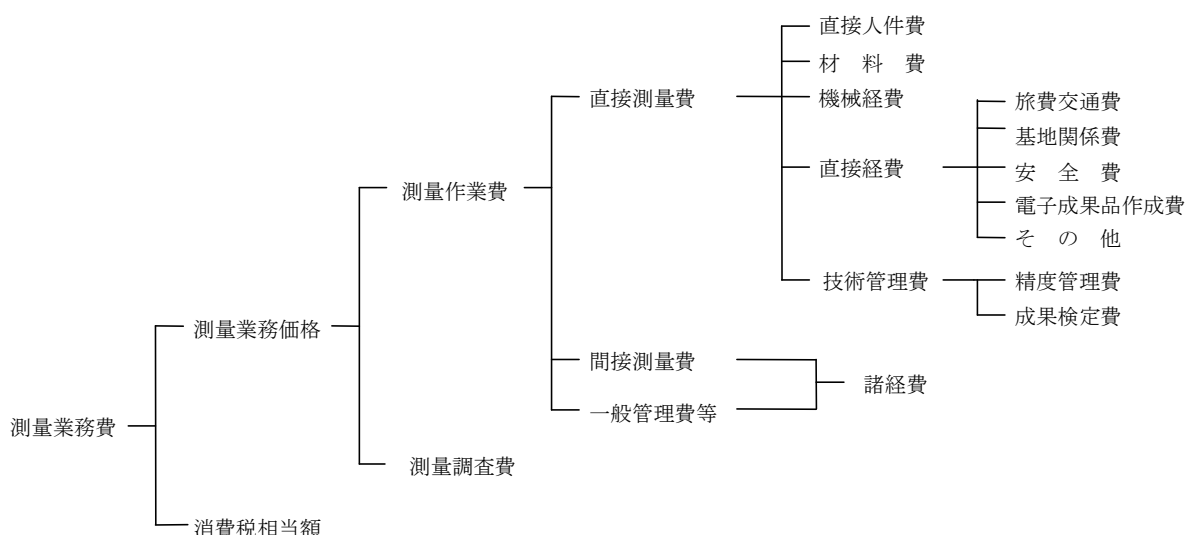 直接人件費
材　料　費
直接測量費
機械経費
旅費交通費
基地関係費
直接経費
安　全　費
測量作業費
電子成果品作成費
そ　の　他
技術管理費
精度管理費
成果検定費
測量業務価格
間接測量費
諸経費
一般管理費等
測量業務費
測量調査費
消費税相当額